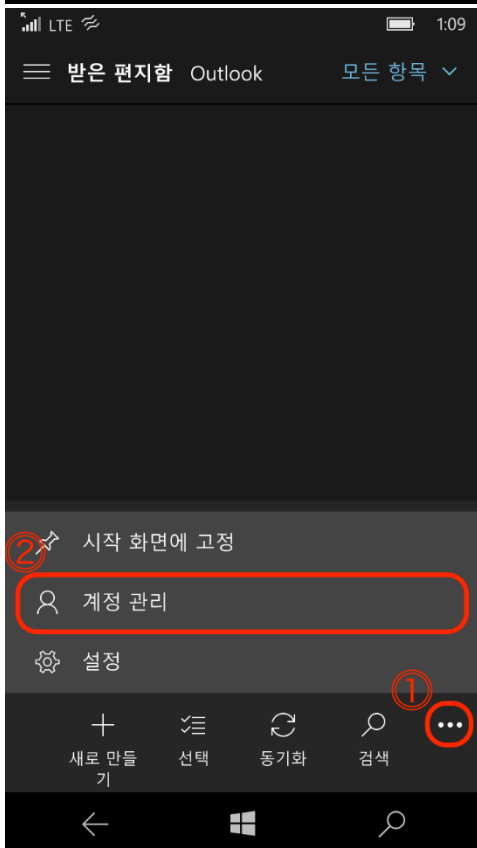 LTE 1:09
받은 편지함 Outlook 모든 항목
② 시작 화면에 고정
계정 관리
설정
①
새로 만들
기
선택
동기화
검색